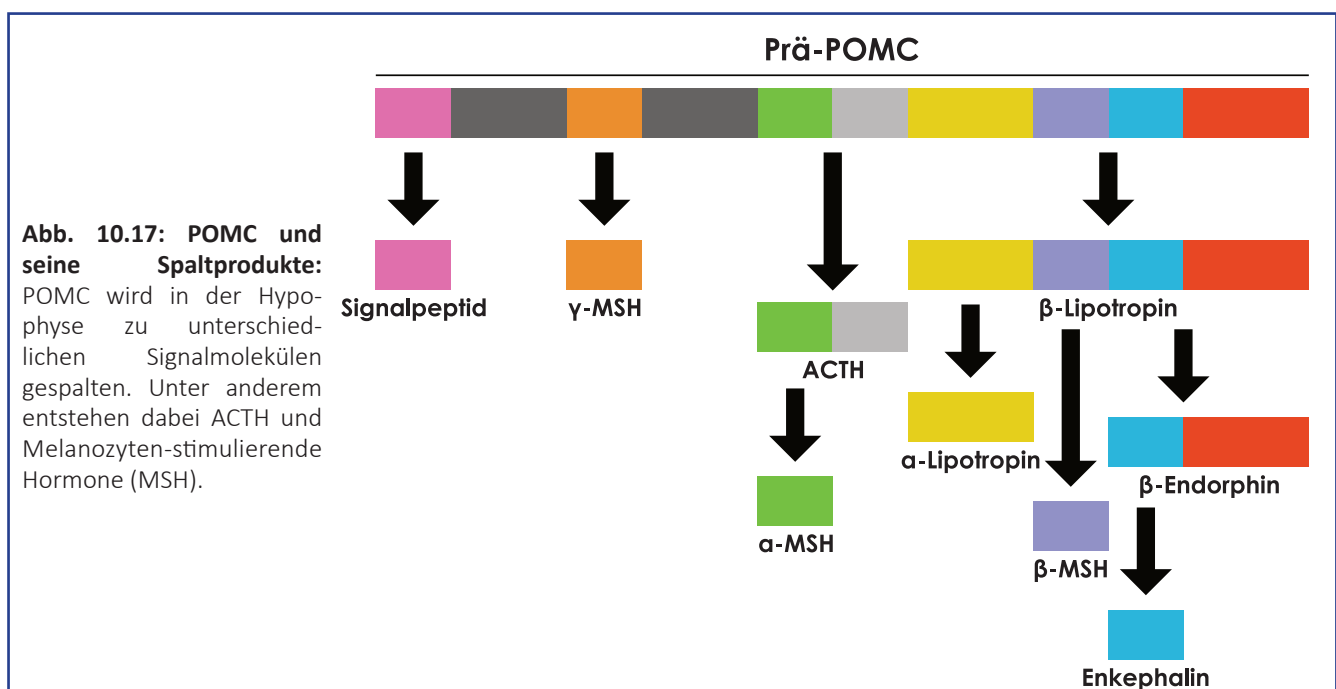 Prä-POMC
Abb. 10.17: POMC und
seine Spaltprodukte:
POMC wird in der Hypo-
physe zu unterschied-
lichen Signalmolekülen
gespalten. Unter anderem
entstehen dabei ACTH und
Melanozyten-stimulierende
Hormone (MSH).
Signalpeptid
γ-MSH
β-Lipotropin
ACTH
α-Lipotropin
β-Endorphin
α-MSH
β-MSH
Enkephalin